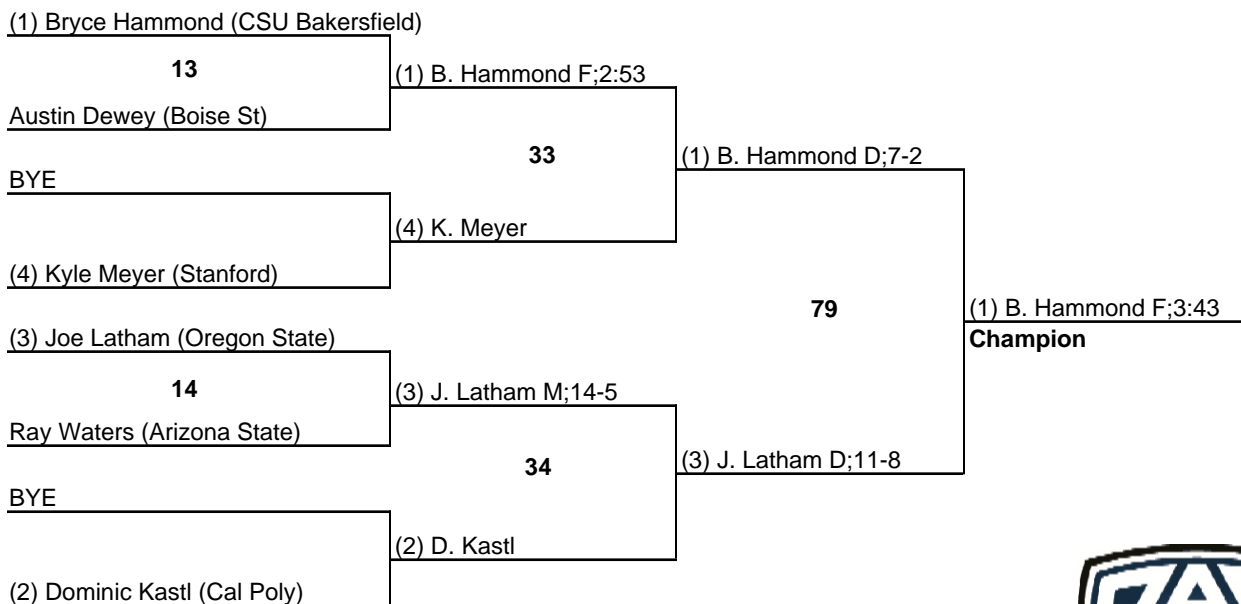 (1) Bryce Hammond (CSU Bakersfield)
13
(1) B. Hammond F;2:53
Austin Dewey (Boise St)
33
(1) B. Hammond D;7-2
BYE
(4) K. Meyer
(4) Kyle Meyer (Stanford)
79
(1) B. Hammond F;3:43
Champion
(3) Joe Latham (Oregon State)
14
(3) J. Latham M;14-5
Ray Waters (Arizona State)
34
(3) J. Latham D;11-8
BYE
(2) D. Kastl
(2) Dominic Kastl (Cal Poly)